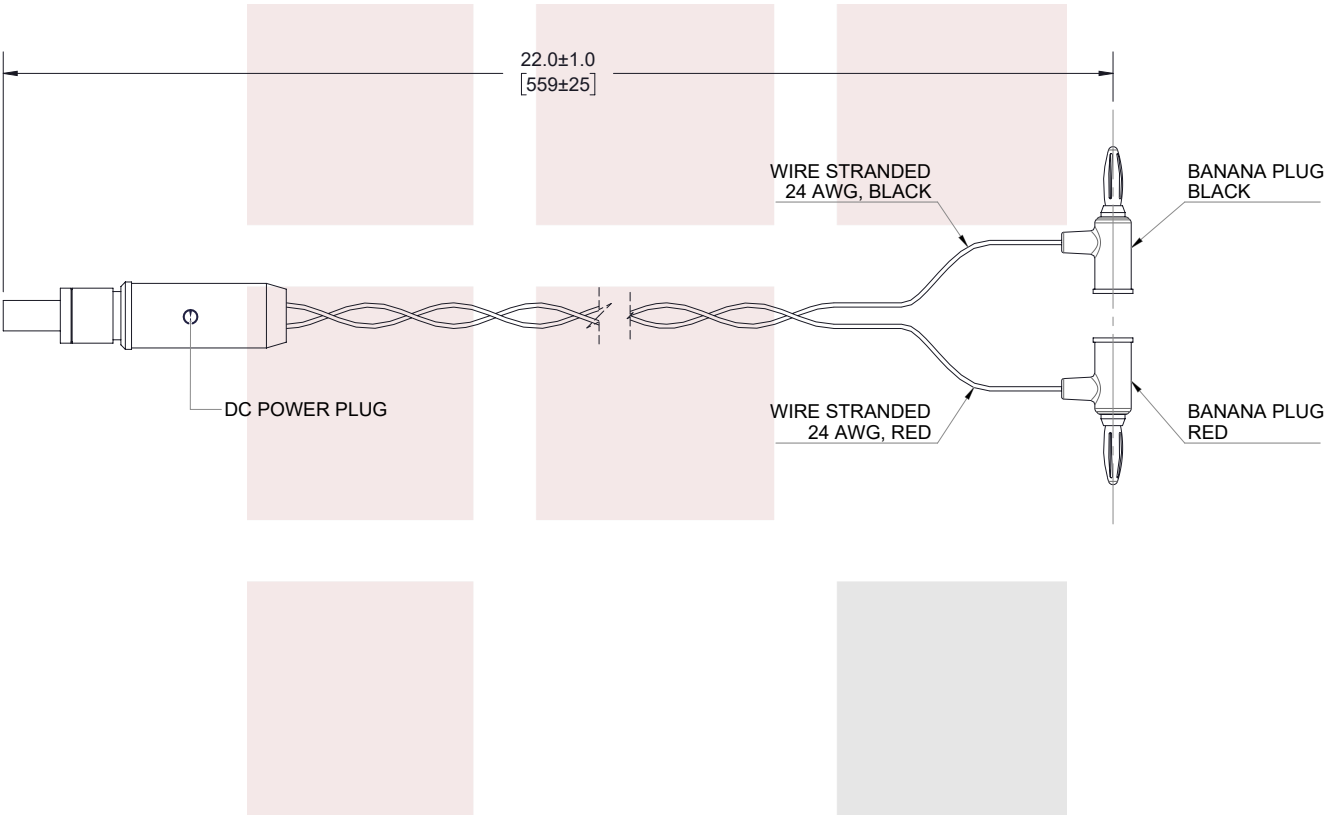 22.0±1.0
[559±25]
WIRE STRANDED
24 AWG, BLACK
BANANA PLUG
BLACK
DC POWER PLUG
WIRE STRANDED
24 AWG, RED
BANANA PLUG
RED